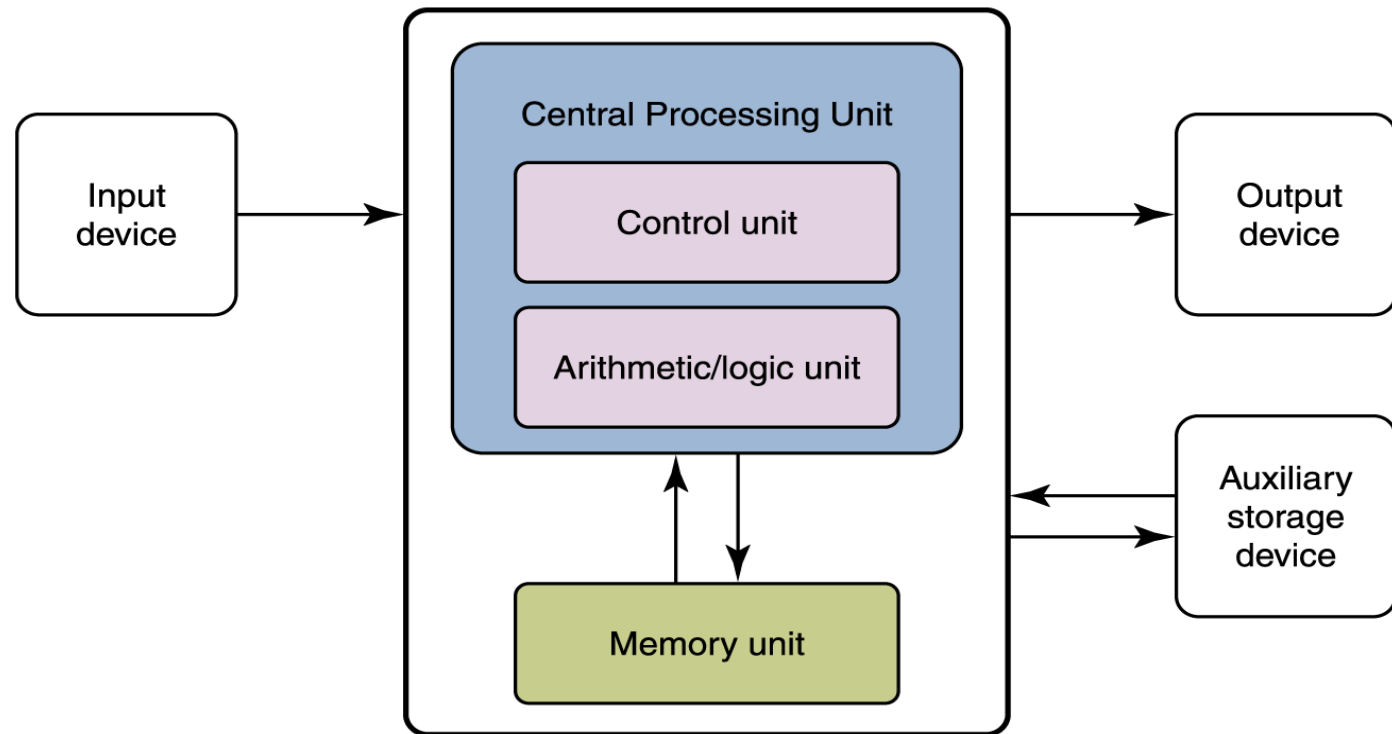 Central Processing Unit
Input
device
Control unit
Output
device
Arithmetic/logic unit
Auxiliary
storage
device
Memory unit